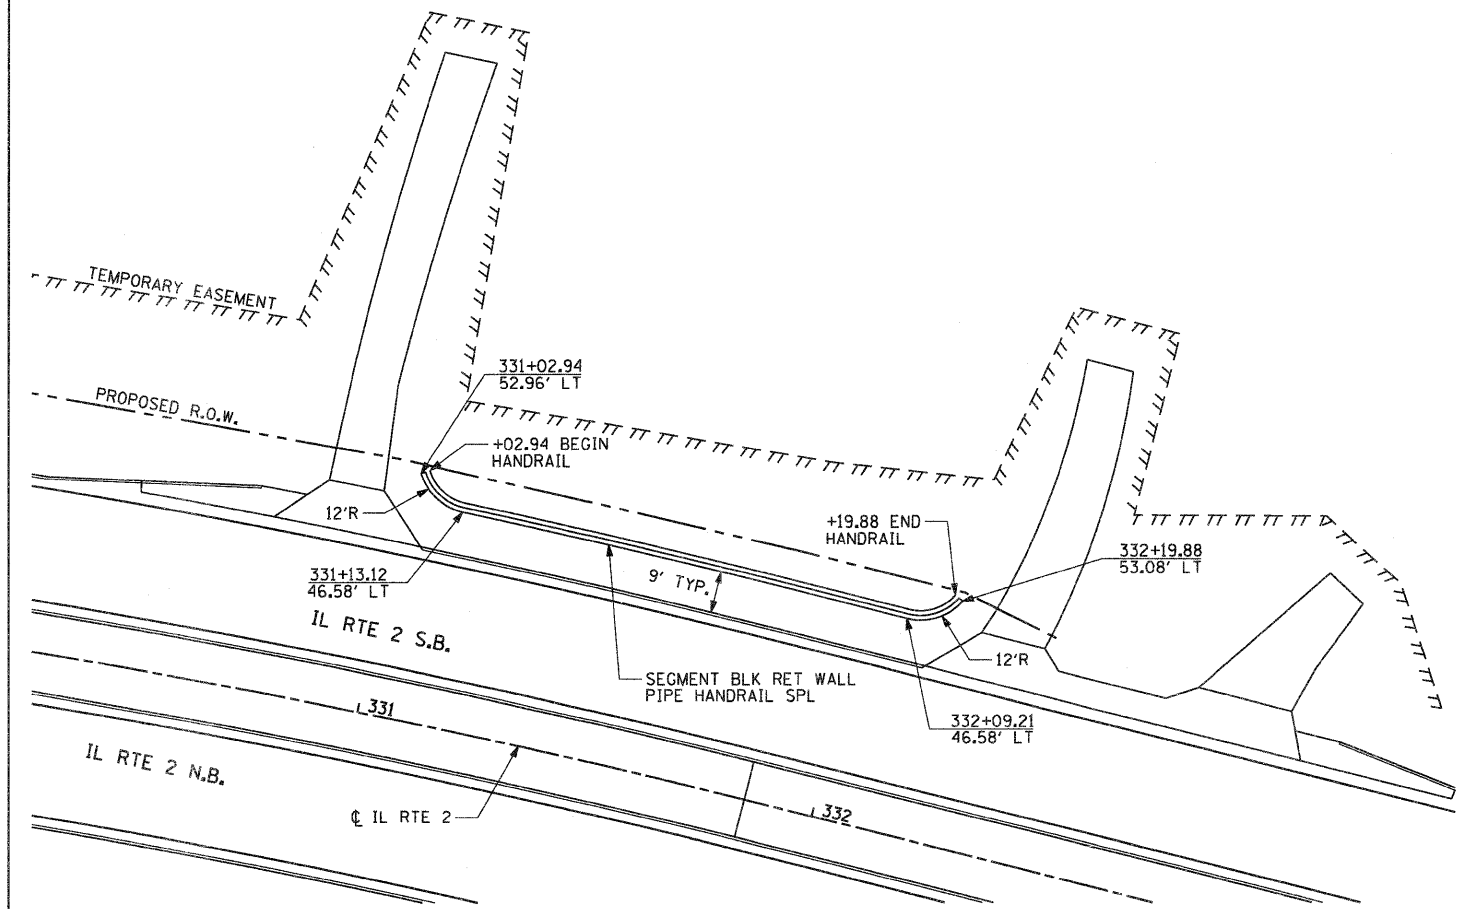 TEMPORARY EASEMENT
331+02.94
52.96' LT
PROPOSED R.O.W.
+02.94 BEGIN
HANDRAIL
12'R
+19.88 END
HANDRAIL
332+19.88
53.08' LT
331+13.12
46.58' LT
9' TYP.
IL RTE 2 S.B.
12'R
SEGMENT BLK RET WALL
PIPE HANDRAIL SPL
331
332+09.21
46.58' LT
IL RTE 2 N.B.
℄ IL RTE 2
332